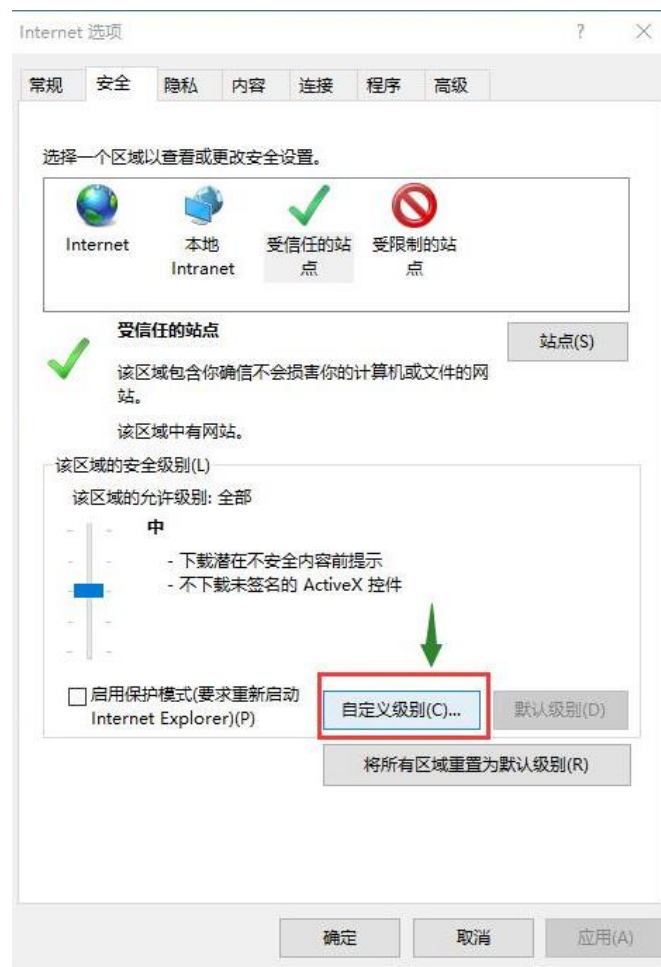 Internet 选项
?
常规 安全 隐私 内容 连接 程序 高级
选择一个区域以查看或更改安全设置。
Internet
本地
Intranet
受信任的站
点
受限制的站
点
受信任的站点
站点(S)
该区域包含你确信不会损害你的计算机或文件的网
站。
该区域中有网站。
该区域的安全级别(L)
该区域的允许级别: 全部
中
- 下载潜在不安全内容前提示
- 不下载未签名的 ActiveX 控件
启用保护模式(要求重新启动
Internet Explorer)(P)
自定义级别(C)...
默认级别(D)
将所有区域重置为默认级别(R)
确定 取消 应用(A)